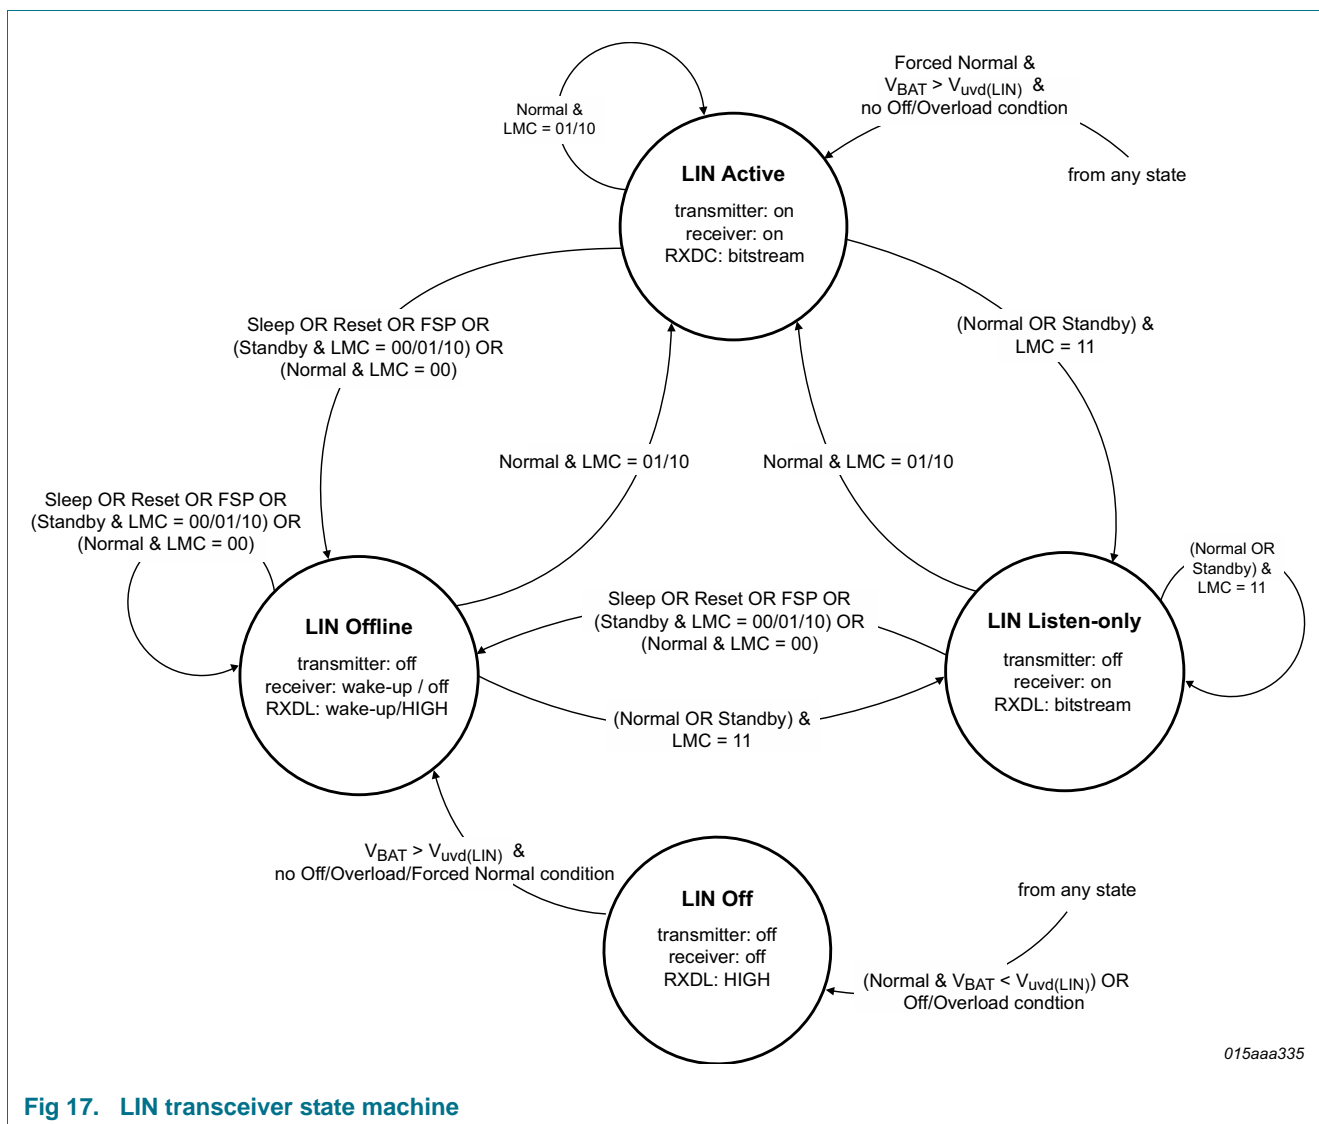 Forced Normal &
VBAT > Vuvd(LIN) &
no Off/Overload condtion
from any state
Normal &
LMC = 01/10
LIN Active
transmitter: on
receiver: on
RXDC: bitstream
Sleep OR Reset OR FSP OR
(Standby & LMC = 00/01/10) OR
(Normal & LMC = 00)
(Normal OR Standby) &
LMC = 11
Normal & LMC = 01/10
Normal & LMC = 01/10
Sleep OR Reset OR FSP OR
(Standby & LMC = 00/01/10) OR
(Normal & LMC = 00)
(Normal OR
Standby) &
LMC = 11
LIN Offline
transmitter: off
receiver: wake-up / off
RXDL: wake-up/HIGH
Sleep OR Reset OR FSP OR
(Standby & LMC = 00/01/10) OR
(Normal & LMC = 00)
LIN Listen-only
transmitter: off
receiver: on
RXDL: bitstream
(Normal OR Standby) &
LMC = 11
VBAT > Vuvd(LIN) &
no Off/Overload/Forced Normal condition
LIN Off
transmitter: off
receiver: off
RXDL: HIGH
from any state
(Normal & VBAT < Vuvd(LIN)) OR
Off/Overload condtion
015aaa335
Fig 17. LIN transceiver state machine